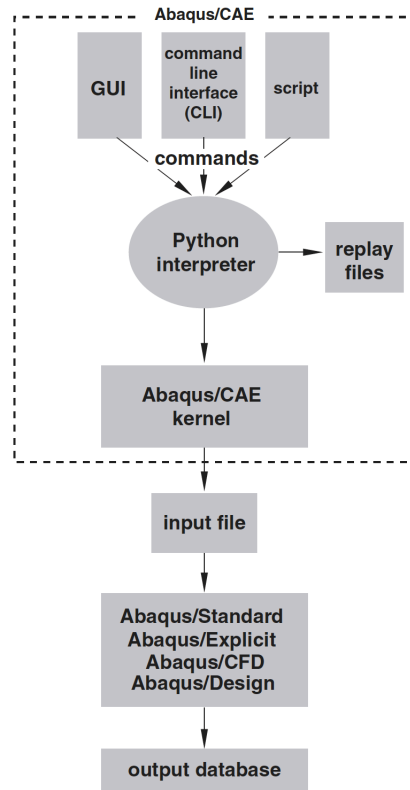 Abaqus/CAE
GUI
command
line
interface
(CLI)
script
commands
Python
interpreter
replay
files
Abaqus/CAE
kernel
input file
Abaqus/Standard
Abaqus/Explicit
Abaqus/CFD
Abaqus/Design
output database